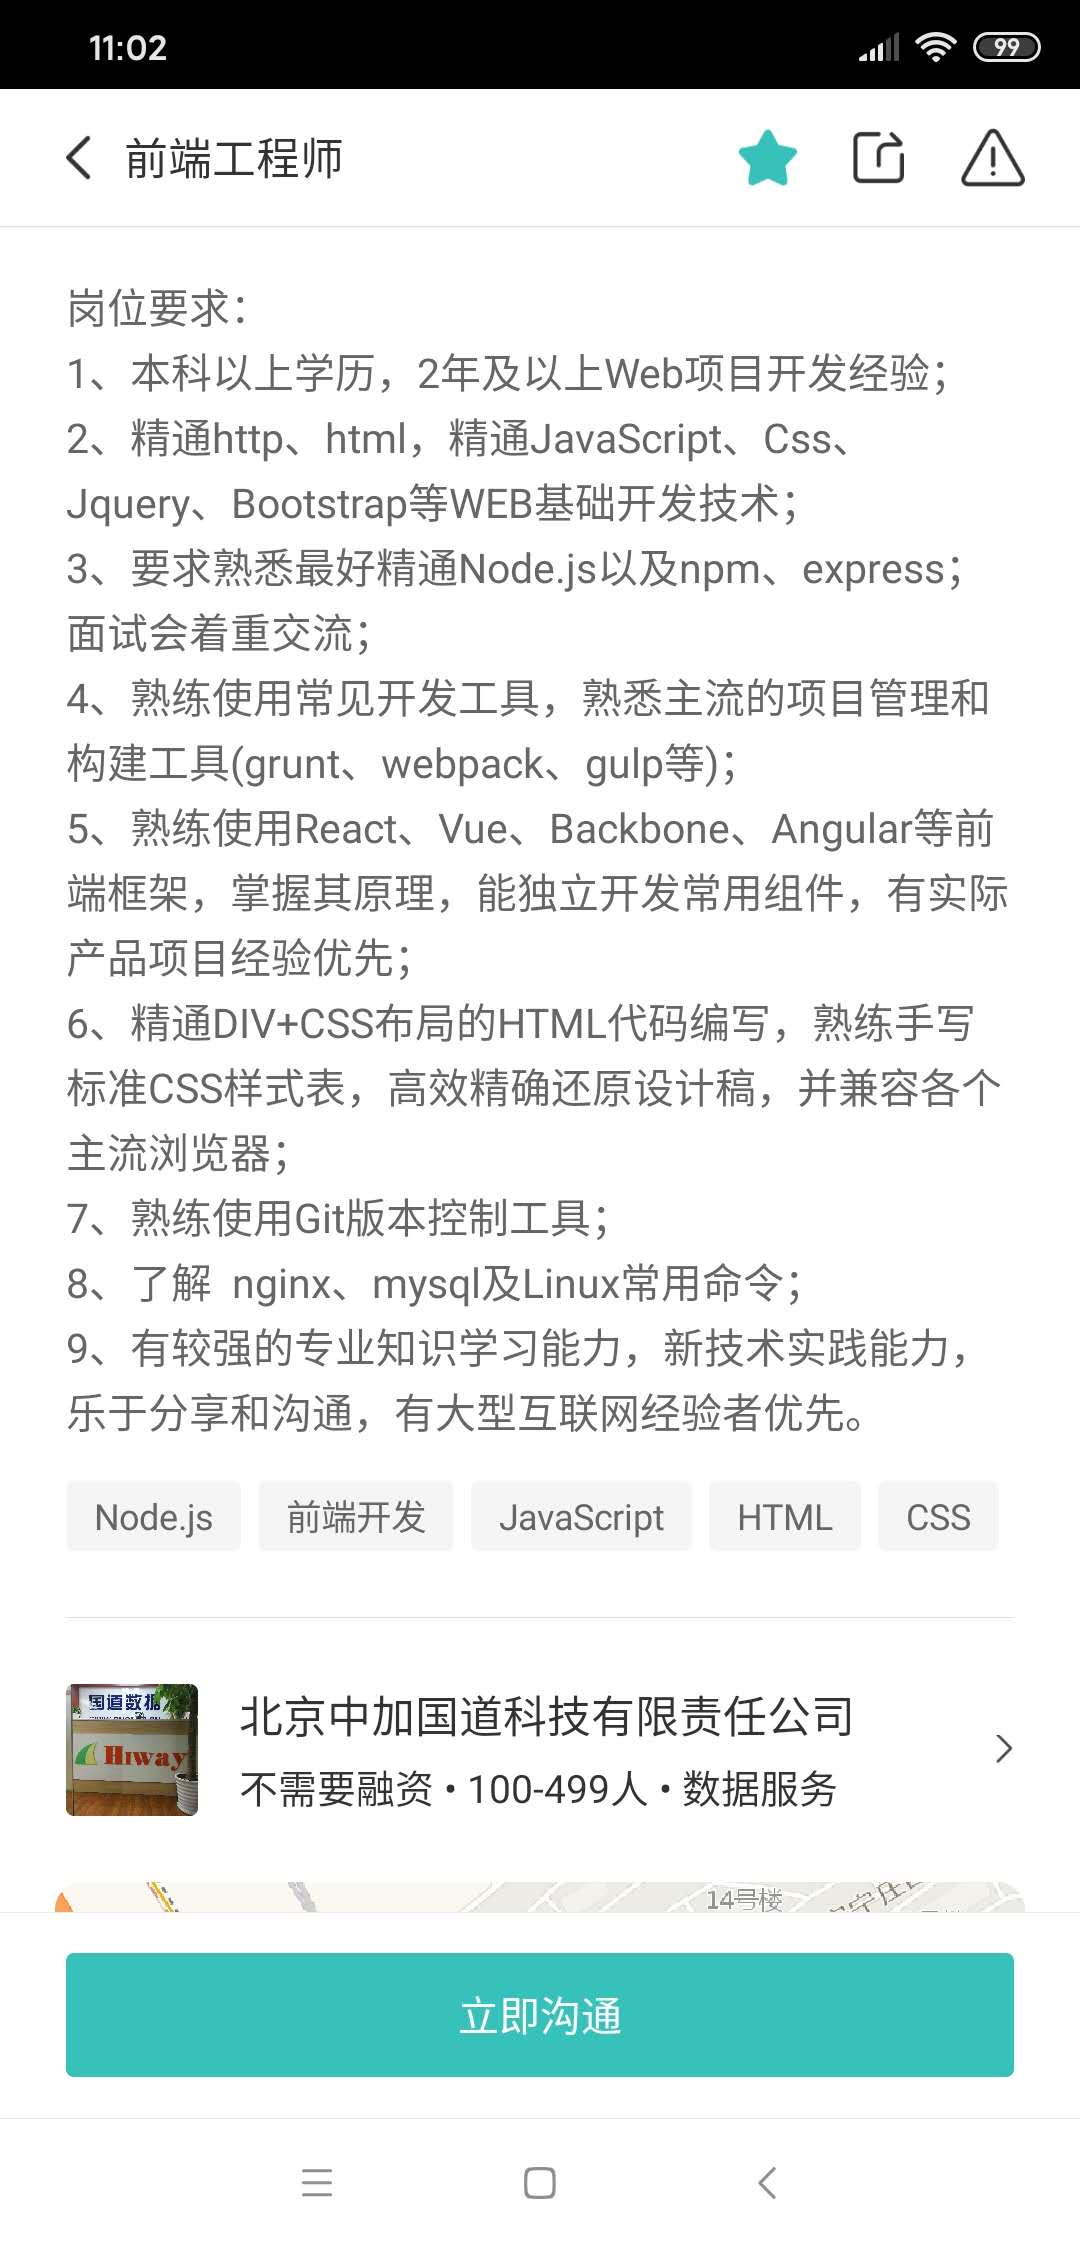 11:02
99
前端工程师
岗位要求：
1、本科以上学历，2年及以上Web项目开发经验；
2、精通http、html，精通JavaScript、Css、
Jquery、Bootstrap等WEB基础开发技术；
3、要求熟悉最好精通Node.js以及npm、express；
面试会着重交流；
4、熟练使用常见开发工具，熟悉主流的项目管理和
构建工具(grunt、webpack、gulp等)；
5、熟练使用React、Vue、Backbone、Angular等前
端框架，掌握其原理，能独立开发常用组件，有实际
产品项目经验优先；
6、精通DIV+CSS布局的HTML代码编写，熟练手写
标准CSS样式表，高效精确还原设计稿，并兼容各个
主流浏览器；
7、熟练使用Git版本控制工具；
8、了解 nginx、mysql及Linux常用命令；
9、有较强的专业知识学习能力，新技术实践能力，
乐于分享和沟通，有大型互联网经验者优先。
Node.js 前端开发 JavaScript HTML CSS
国道数据
Hiway
北京中加国道科技有限责任公司
不需要融资•100-499人•数据服务
14号楼
立即沟通